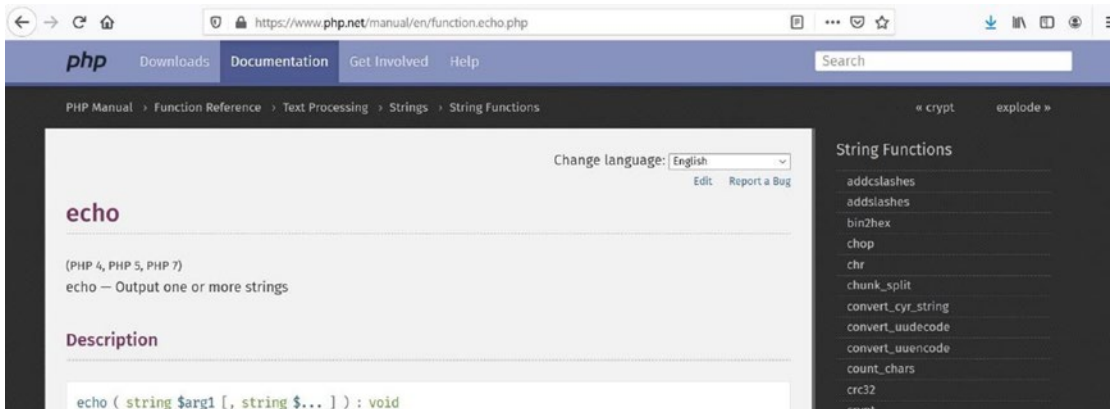 https://www.php.net/manual/en/function.echo.php
php Downloads Documentation Get Involved Help Search
PHP Manual › Function Reference › Text Processing › Strings › String Functions « crypt explode »
Change language: English
Edit Report a Bug
echo
(PHP 4, PHP 5, PHP 7)
echo — Output one or more strings
Description
echo ( string $arg1 [, string $... ] ) : void
String Functions
addcslashes
addslashes
bin2hex
chop
chr
chunk_split
convert_cyr_string
convert_uudecode
convert_uuencode
count_chars
crc32